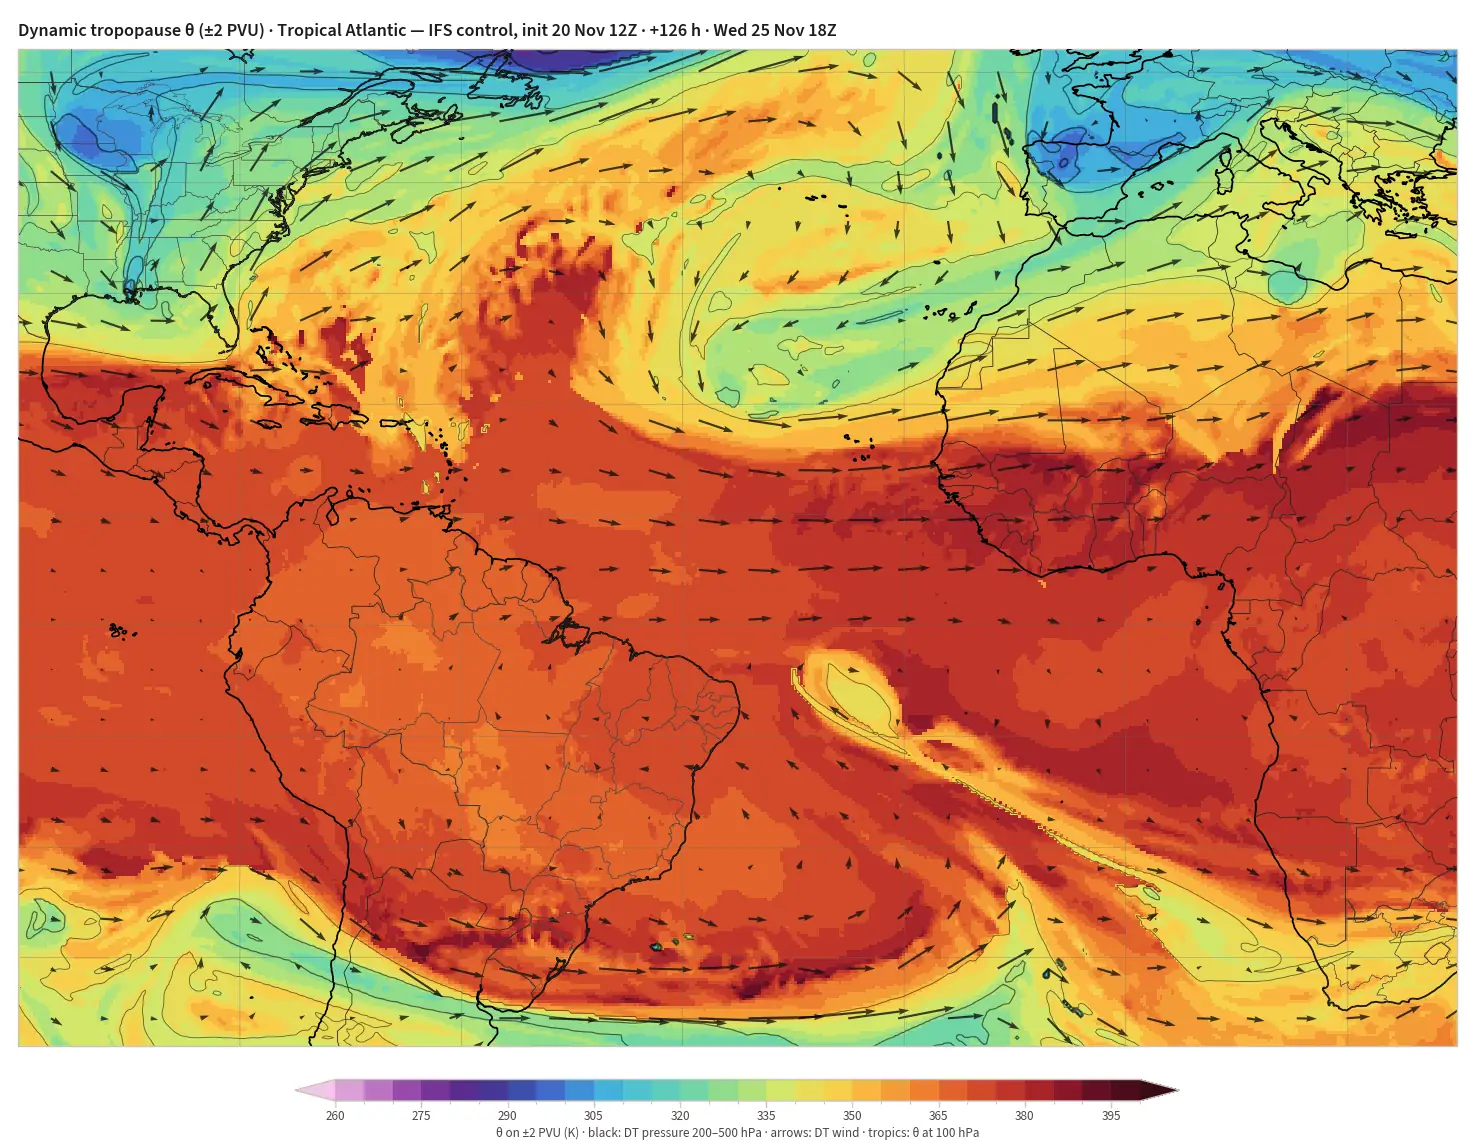 Dynamic tropopause θ (±2 PVU) · Tropical Atlantic — IFS control, init 20 Nov 12Z · +126 h · Wed 25 Nov 18Z
260 275 290 305 320 335 350 365 380 395
θ on ±2 PVU (K) · black: DT pressure 200–500 hPa · arrows: DT wind · tropics: θ at 100 hPa